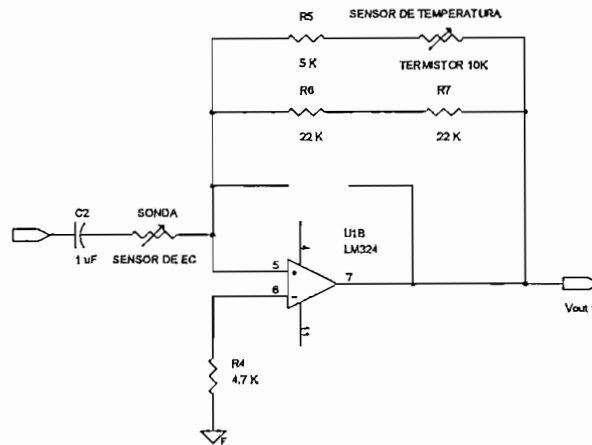 R5
SENSOR DE TEMPERATURA
5 K
TERMISTOR 10K
R6
R7
22 K
22 K
C2
SONDA
1 uF
SENSOR DE EC
U1B
LM324
5
+
7
6
-
Vout
R4
4.7 K
F